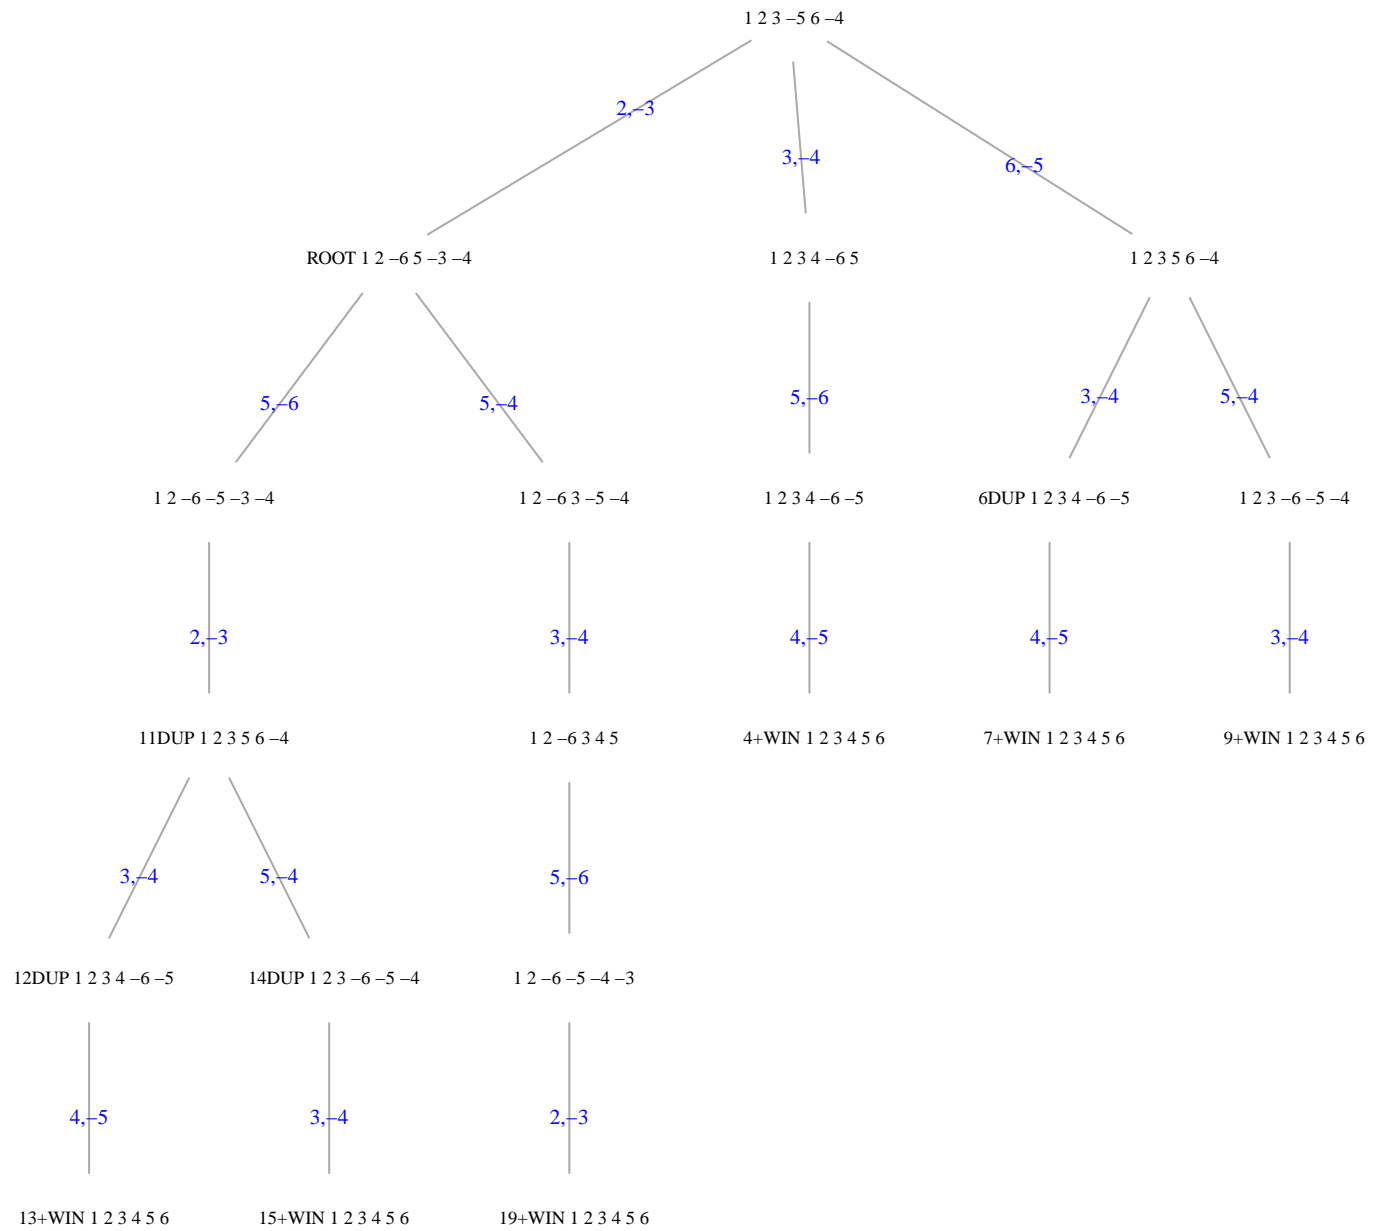 1 2 3 –5 6 –4
2,–3
3,–4
6,–5
ROOT 1 2 –6 5 –3 –4
1 2 3 4 –6 5
1 2 3 5 6 –4
5,–6
5,–4
5,–6
3,–4
5,–4
1 2 –6 –5 –3 –4
1 2 –6 3 –5 –4
1 2 3 4 –6 –5
6DUP 1 2 3 4 –6 –5
1 2 3 –6 –5 –4
2,–3
3,–4
4,–5
4,–5
3,–4
11DUP 1 2 3 5 6 –4
1 2 –6 3 4 5
4+WIN 1 2 3 4 5 6
7+WIN 1 2 3 4 5 6
9+WIN 1 2 3 4 5 6
3,–4
5,–4
5,–6
12DUP 1 2 3 4 –6 –5
14DUP 1 2 3 –6 –5 –4
1 2 –6 –5 –4 –3
4,–5
3,–4
2,–3
13+WIN 1 2 3 4 5 6
15+WIN 1 2 3 4 5 6
19+WIN 1 2 3 4 5 6